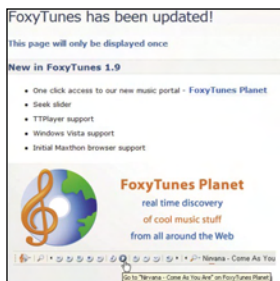 FoxyTunes has been updated!
This page will only be displayed once
New in FoxyTunes 1.9
One click access to our new music portal - FoxyTunes Planet
Seek slider
TTPlayer support
Windows Vista support
Initial Maxthon browser support
FoxyTunes Planet
real time discovery
of cool music stuff
from all around the Web
Nirvana - Come As You
Go to "Nirvana - Come As You Are" on FoxyTunes Planet